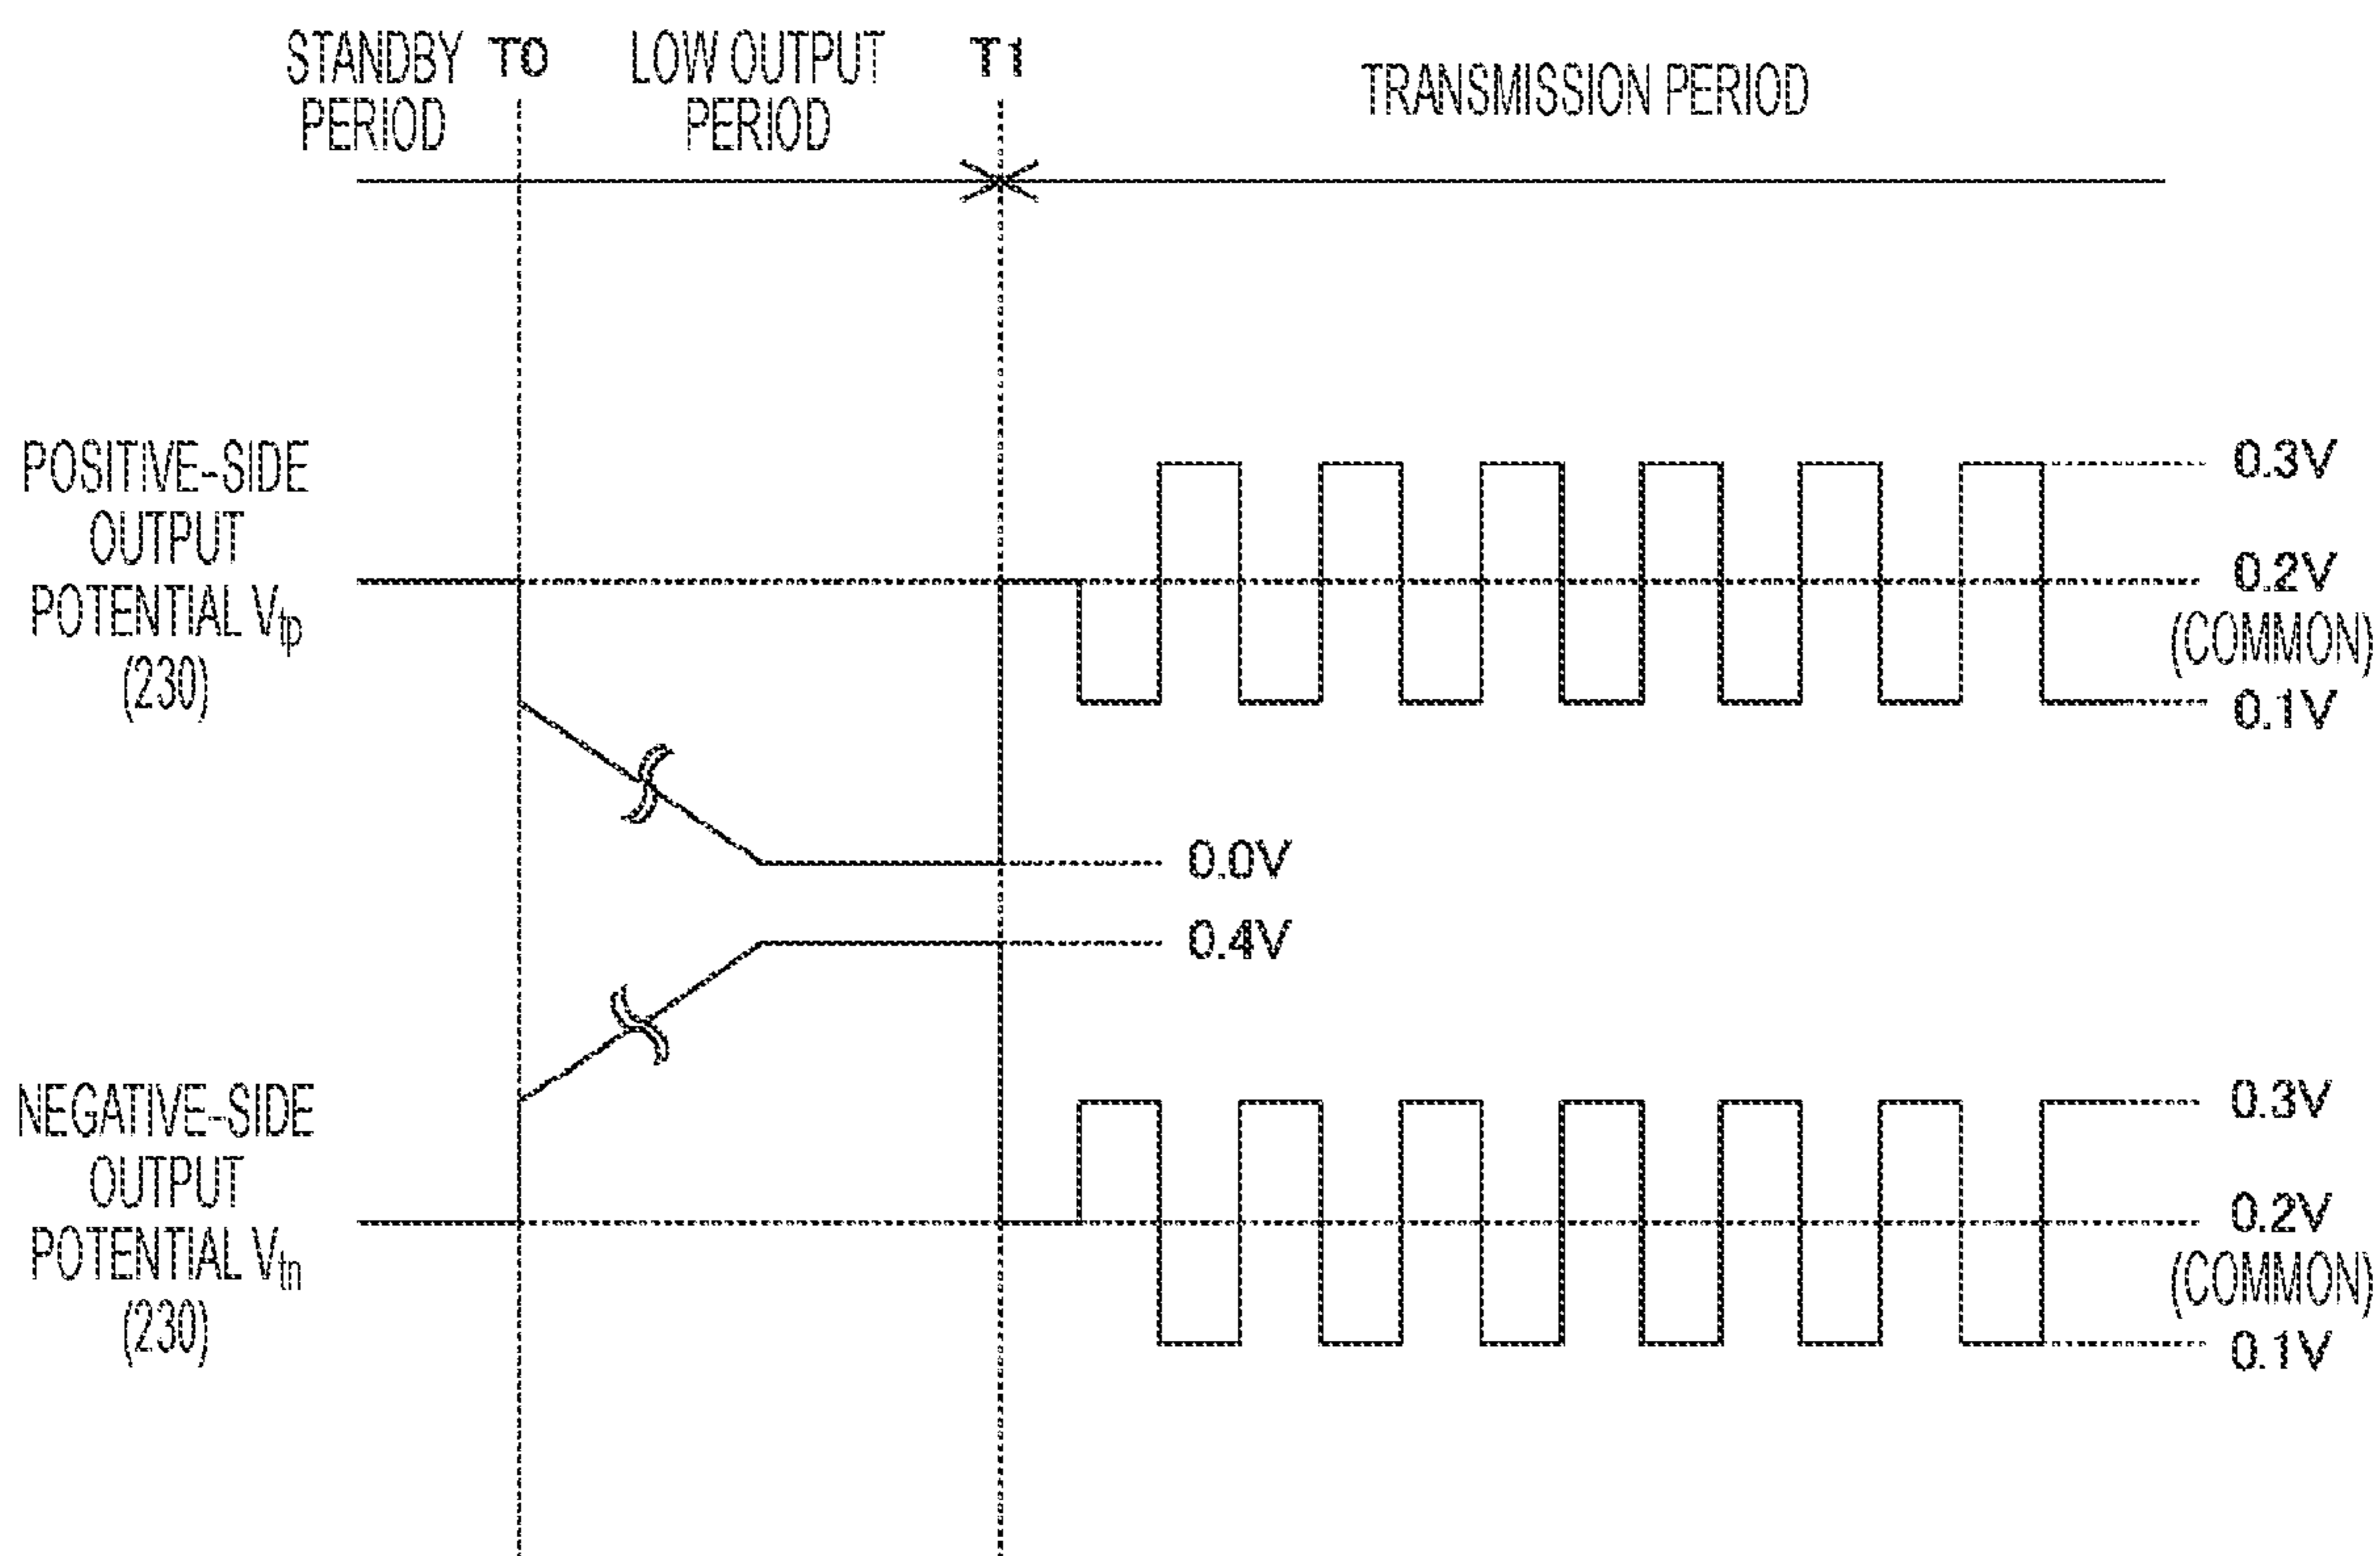 STANDBY
PERIOD
T0
LOW OUTPUT
PERIOD
T1
TRANSMISSION PERIOD
POSITIVE-SIDE
OUTPUT
POTENTIAL Vtp
(230)
0.3V
0.2V
(COMMON)
0.1V
0.0V
0.4V
NEGATIVE-SIDE
OUTPUT
POTENTIAL Vtn
(230)
0.3V
0.2V
(COMMON)
0.1V